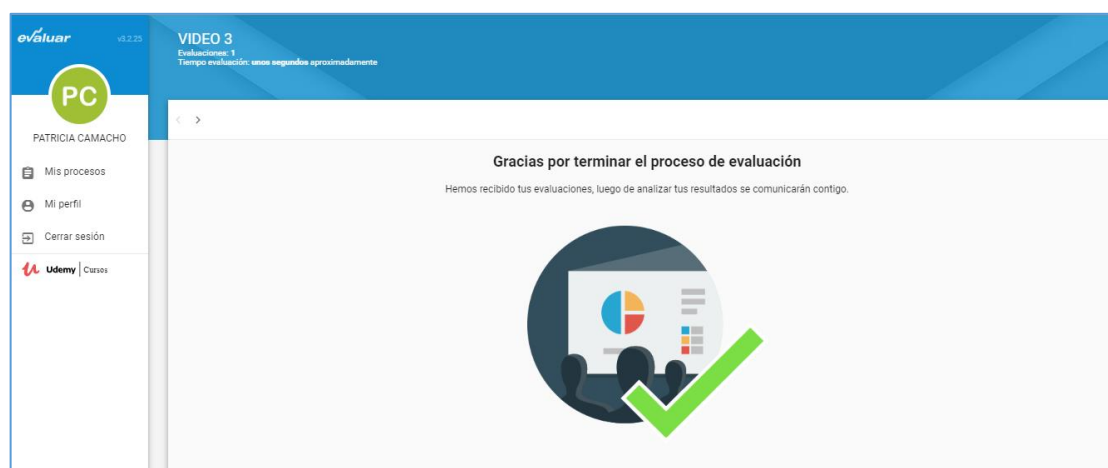 evaluar v3.2.25
VIDEO 3
Evaluaciones: 1
Tiempo evaluación: unos segundos aproximadamente
PC
PATRICIA CAMACHO
Mis procesos
Mi perfil
Cerrar sesión
Udemy Cursos
Gracias por terminar el proceso de evaluación
Hemos recibido tus evaluaciones, luego de analizar tus resultados se comunicarán contigo.